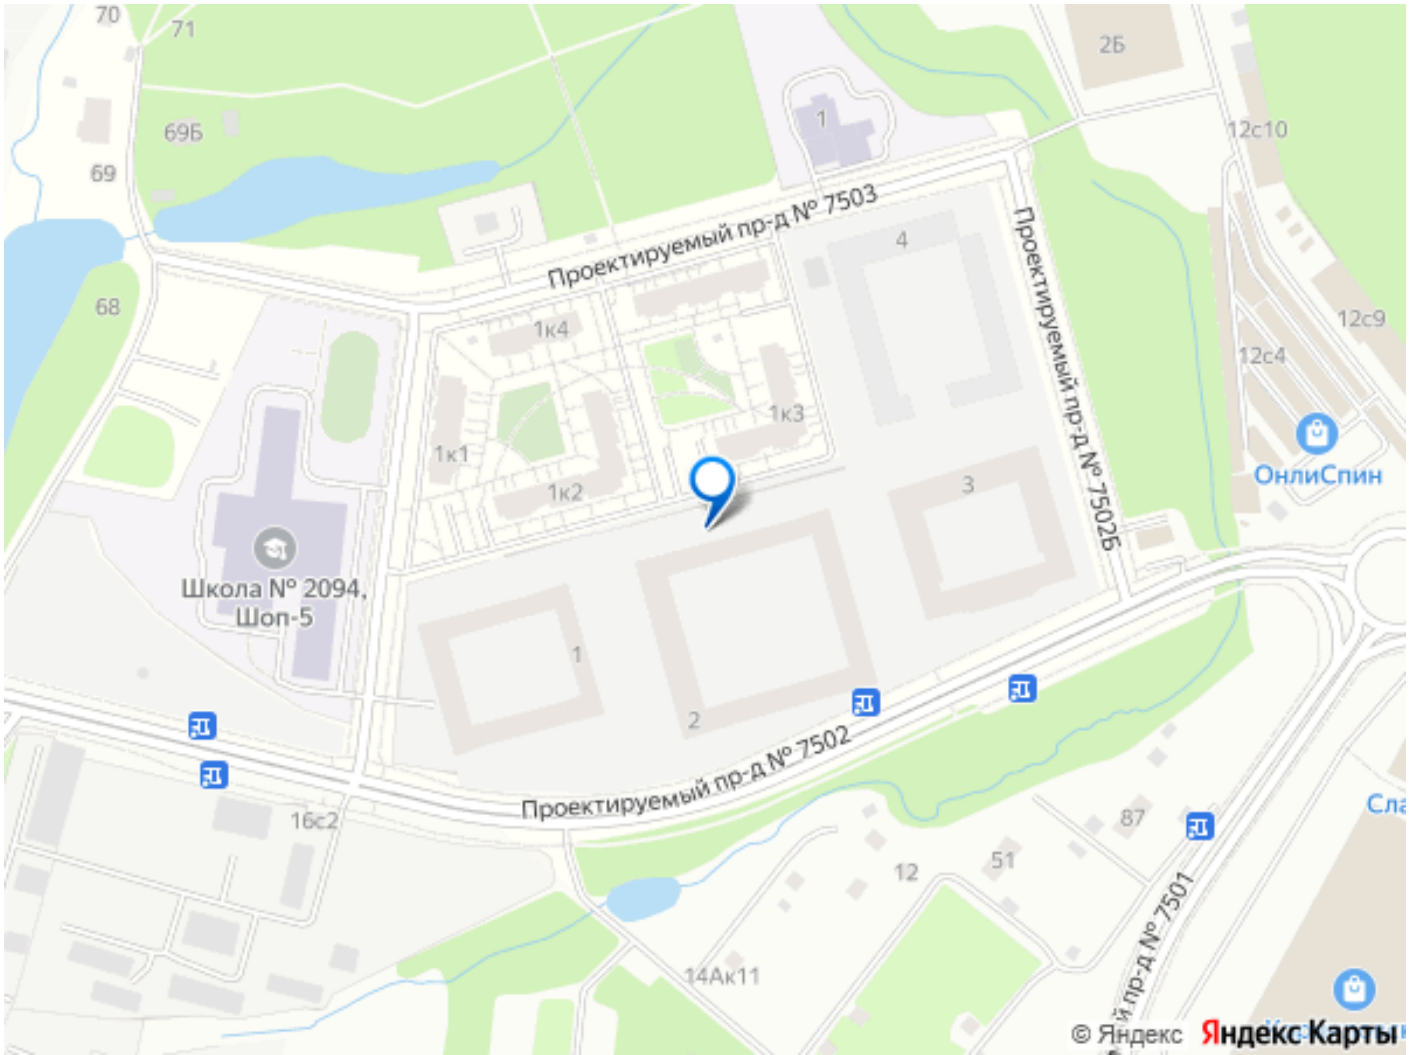 70
71
2Б
1
12с10
69Б
69
Проектируемый пр-д № 7503
4
68
1к4
12с9
12с4
Проектируемый пр-д № 7502Б
1к3
1к1
ОнлиСпин
1к2
3
Школа № 2094,
Шоп-5
1
2
Проектируемый пр-д № 7502
16с2
87
Сла
51
12
пр-д № 7501
14Ак11
© Яндекс
Яндекс Карты